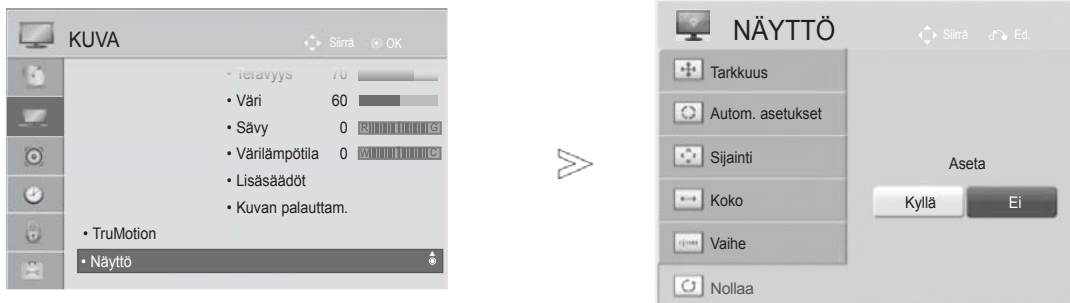 KUVA
Siirrä OK
• Terävyys 70
• Väri 60
• Sävy 0 R G
• Värilämpötila 0 W C
• Lisäsäädöt
• Kuvan palauttam.
• TruMotion
• Näyttö
NÄYTTÖ
Siirrä Ed.
Tarkkuus
Autom. asetukset
Sijainti
Koko
Vaihe
Nollaa
Aseta
Kyllä Ei